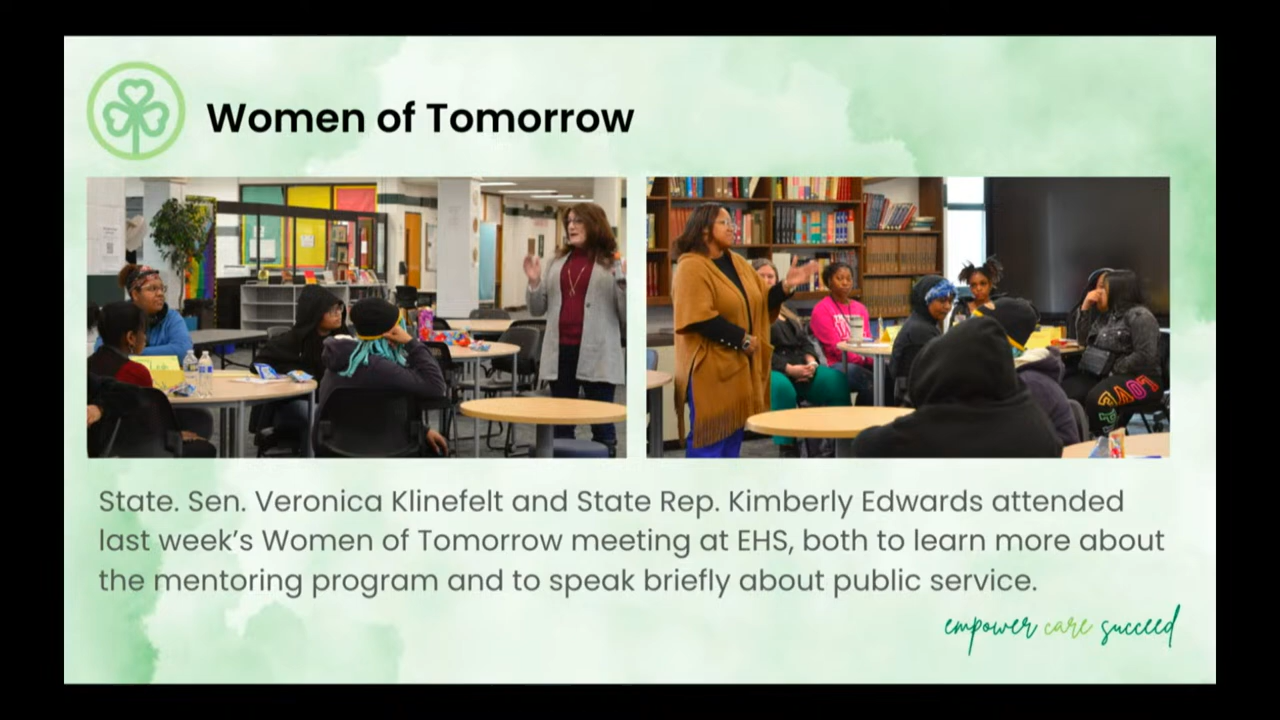 Women of Tomorrow
State. Sen. Veronica Klinefelt and State Rep. Kimberly Edwards attended
last week's Women of Tomorrow meeting at EHS, both to learn more about
the mentoring program and to speak briefly about public service.
empower care succeed